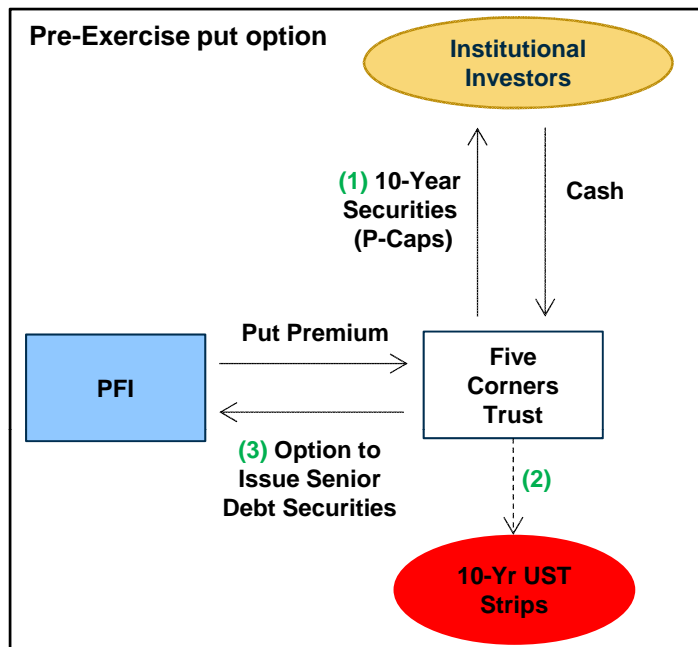 Pre-Exercise put option
Institutional
Investors
(1) 10-Year
Securities
(P-Caps)
Cash
Put Premium
PFI
Five
Corners
Trust
(3) Option to
Issue Senior
Debt Securities
(2)
10-Yr UST
Strips